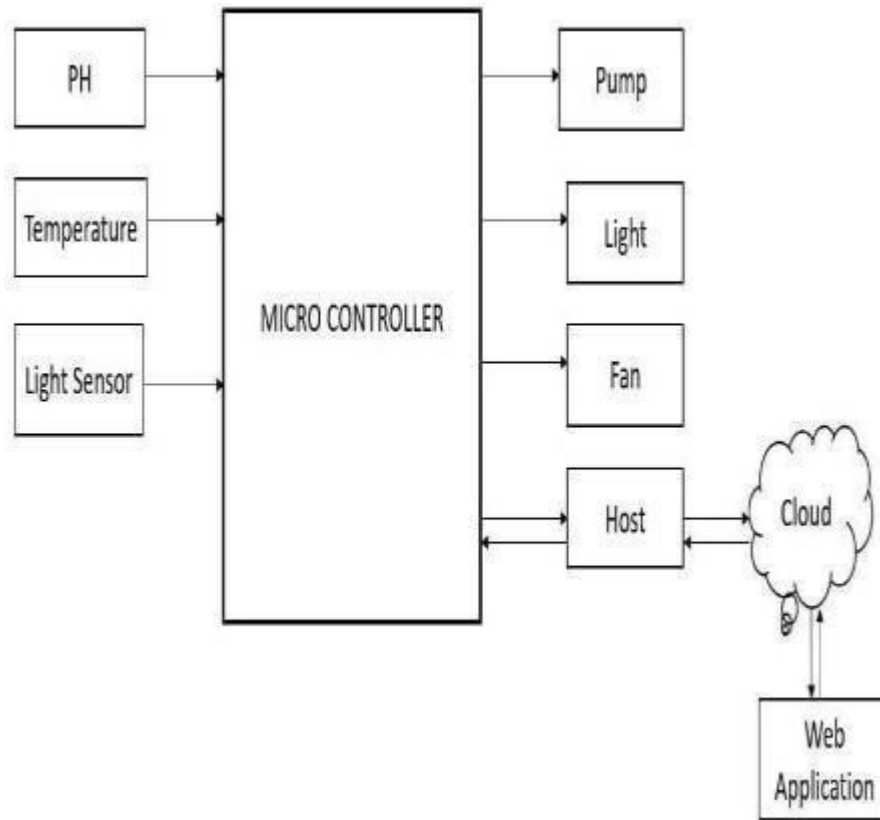 PH
Temperature
Light Sensor
MICRO CONTROLLER
Pump
Light
Fan
Host
Cloud
Web
Application